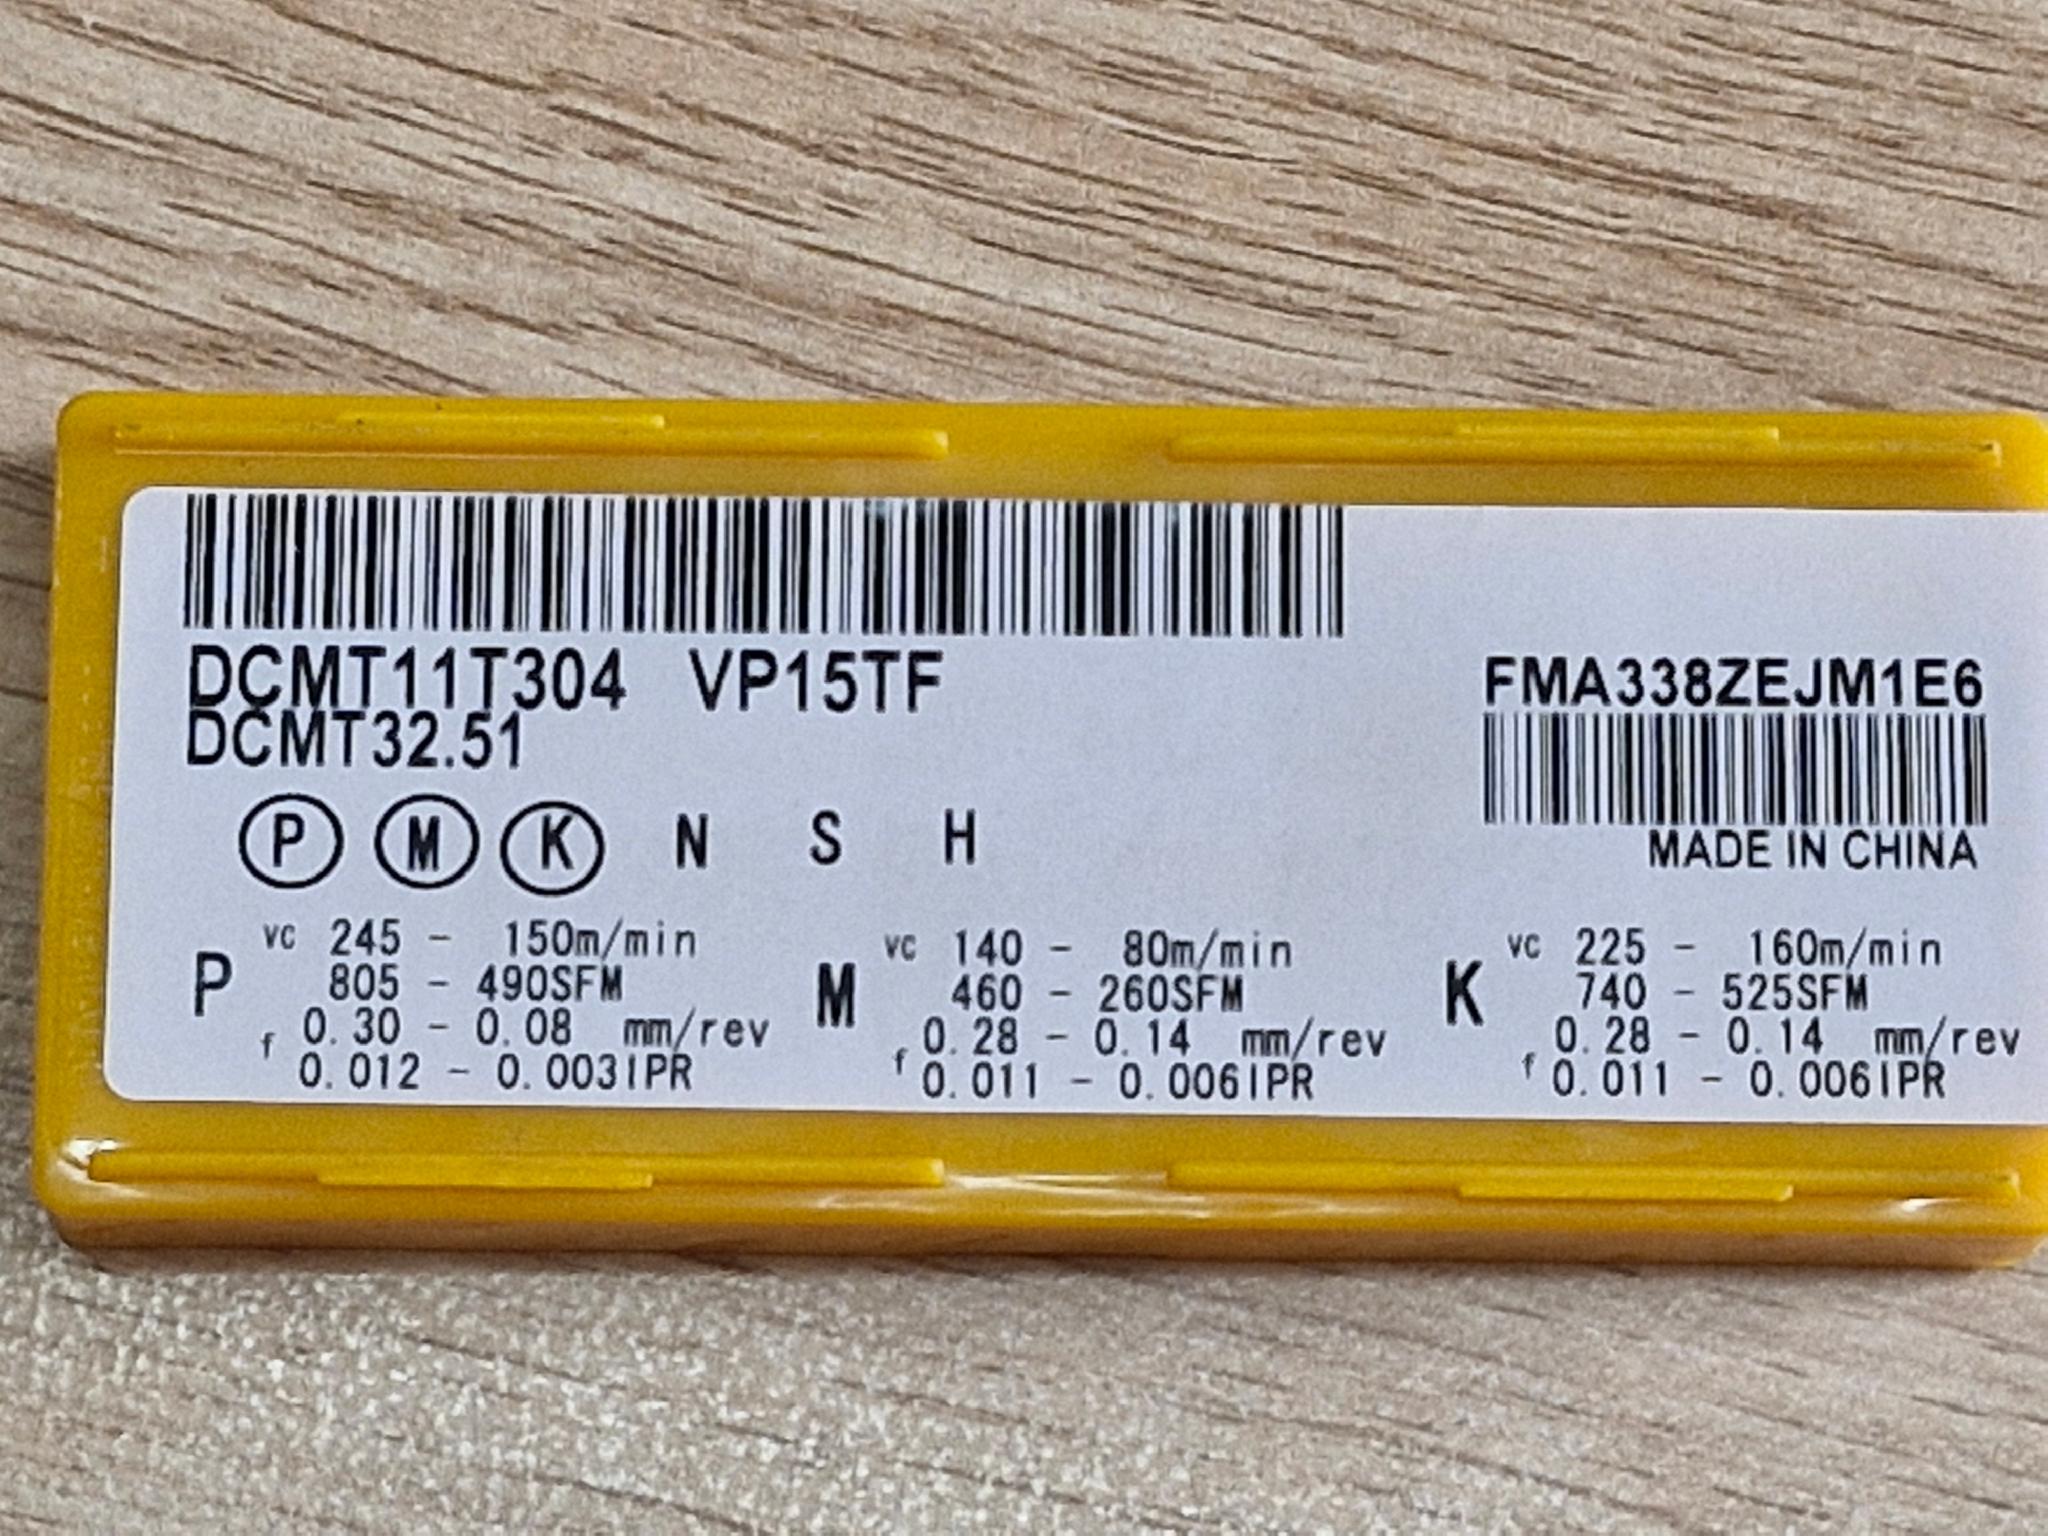 DCMT11T304 VP15TF
DCMT32.51
FMA338ZEJM1E6
MADE IN CHINA
P M K N S H
P vc 245 - 150m/min
805 - 490SFM
f 0.30 - 0.08 mm/rev
0.012 - 0.003IPR
M vc 140 - 80m/min
460 - 260SFM
f 0.28 - 0.14 mm/rev
0.011 - 0.006IPR
K vc 225 - 160m/min
740 - 525SFM
f 0.28 - 0.14 mm/rev
0.011 - 0.006IPR